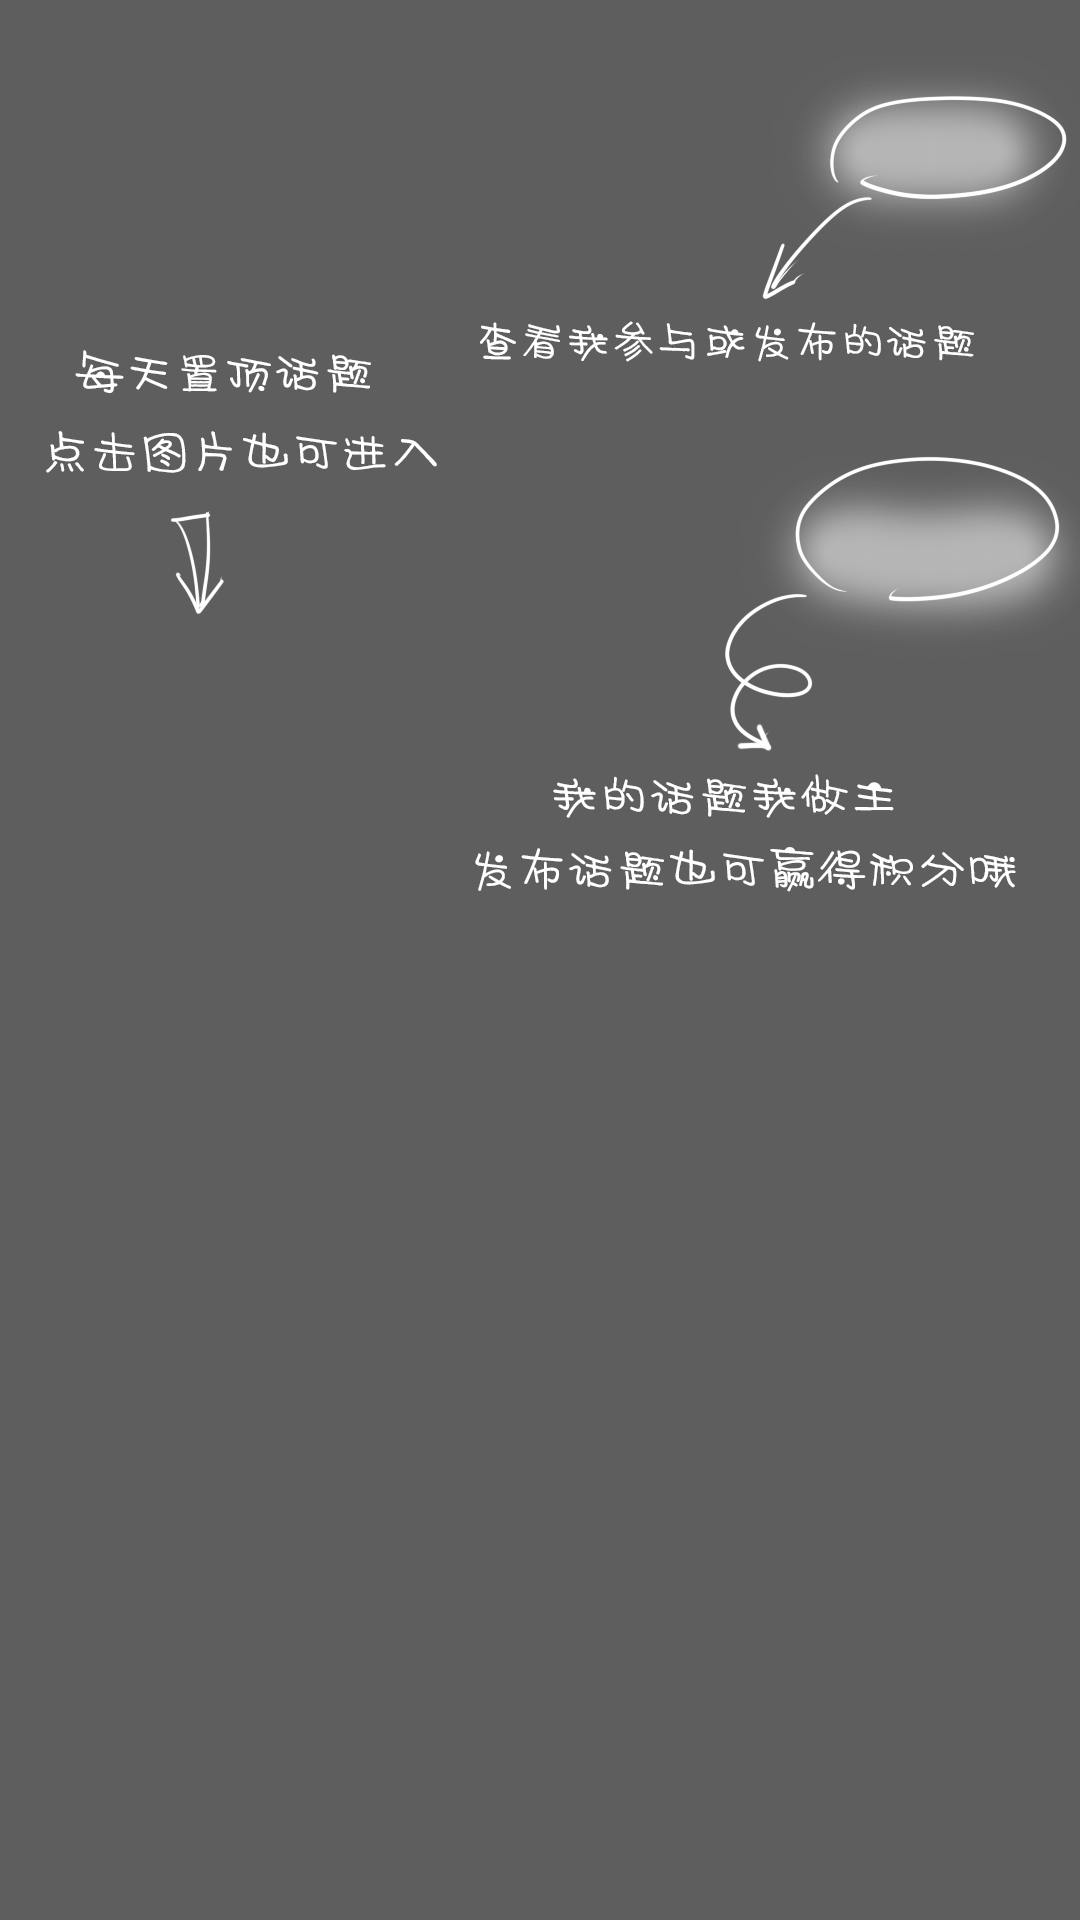 查看我参与或发布的话题
每天置顶话题
点击图片也可进入
我的话题我做主
发布话题也可赢得积分哦